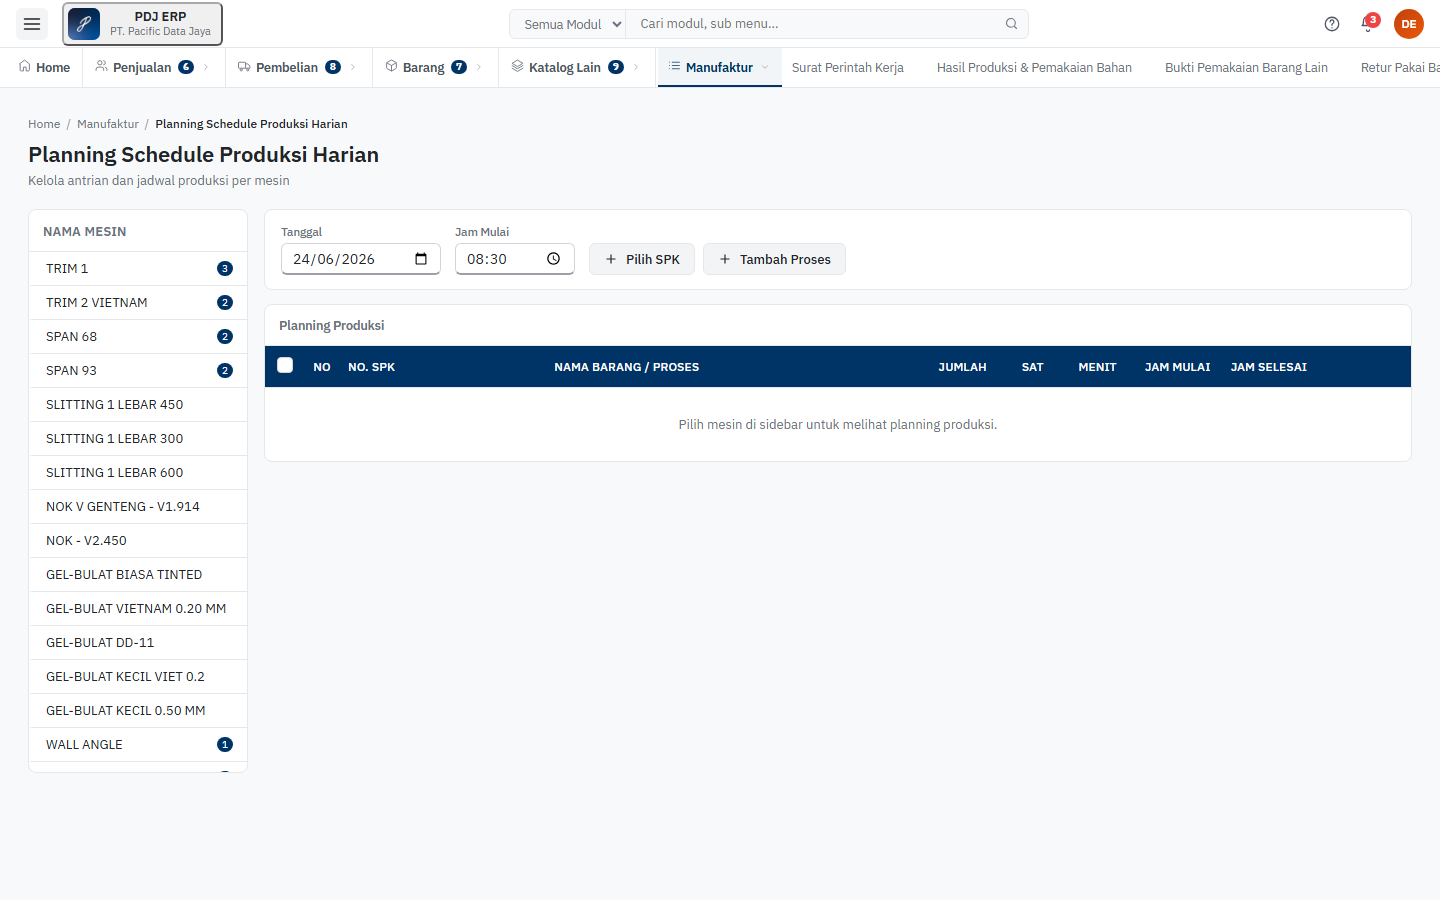 PDJ ERP
PT. Pacific Data Jaya
Semua Modul
Cari modul, sub menu...
3
DE
Home
Penjualan 6
Pembelian 8
Barang 7
Katalog Lain 9
Manufaktur
Surat Perintah Kerja
Hasil Produksi & Pemakaian Bahan
Bukti Pemakaian Barang Lain
Retur Pakai Ba
Home / Manufaktur / Planning Schedule Produksi Harian
Planning Schedule Produksi Harian
Kelola antrian dan jadwal produksi per mesin
NAMA MESIN
TRIM 1 3
TRIM 2 VIETNAM 2
SPAN 68 2
SPAN 93 2
SLITTING 1 LEBAR 450
SLITTING 1 LEBAR 300
SLITTING 1 LEBAR 600
NOK V GENTENG - V1.914
NOK - V2.450
GEL-BULAT BIASA TINTED
GEL-BULAT VIETNAM 0.20 MM
GEL-BULAT DD-11
GEL-BULAT KECIL VIET 0.2
GEL-BULAT KECIL 0.50 MM
WALL ANGLE 1
Tanggal
24/06/2026
Jam Mulai
08:30
+ Pilih SPK
+ Tambah Proses
Planning Produksi
NO NO. SPK NAMA BARANG / PROSES JUMLAH SAT MENIT JAM MULAI JAM SELESAI
Pilih mesin di sidebar untuk melihat planning produksi.